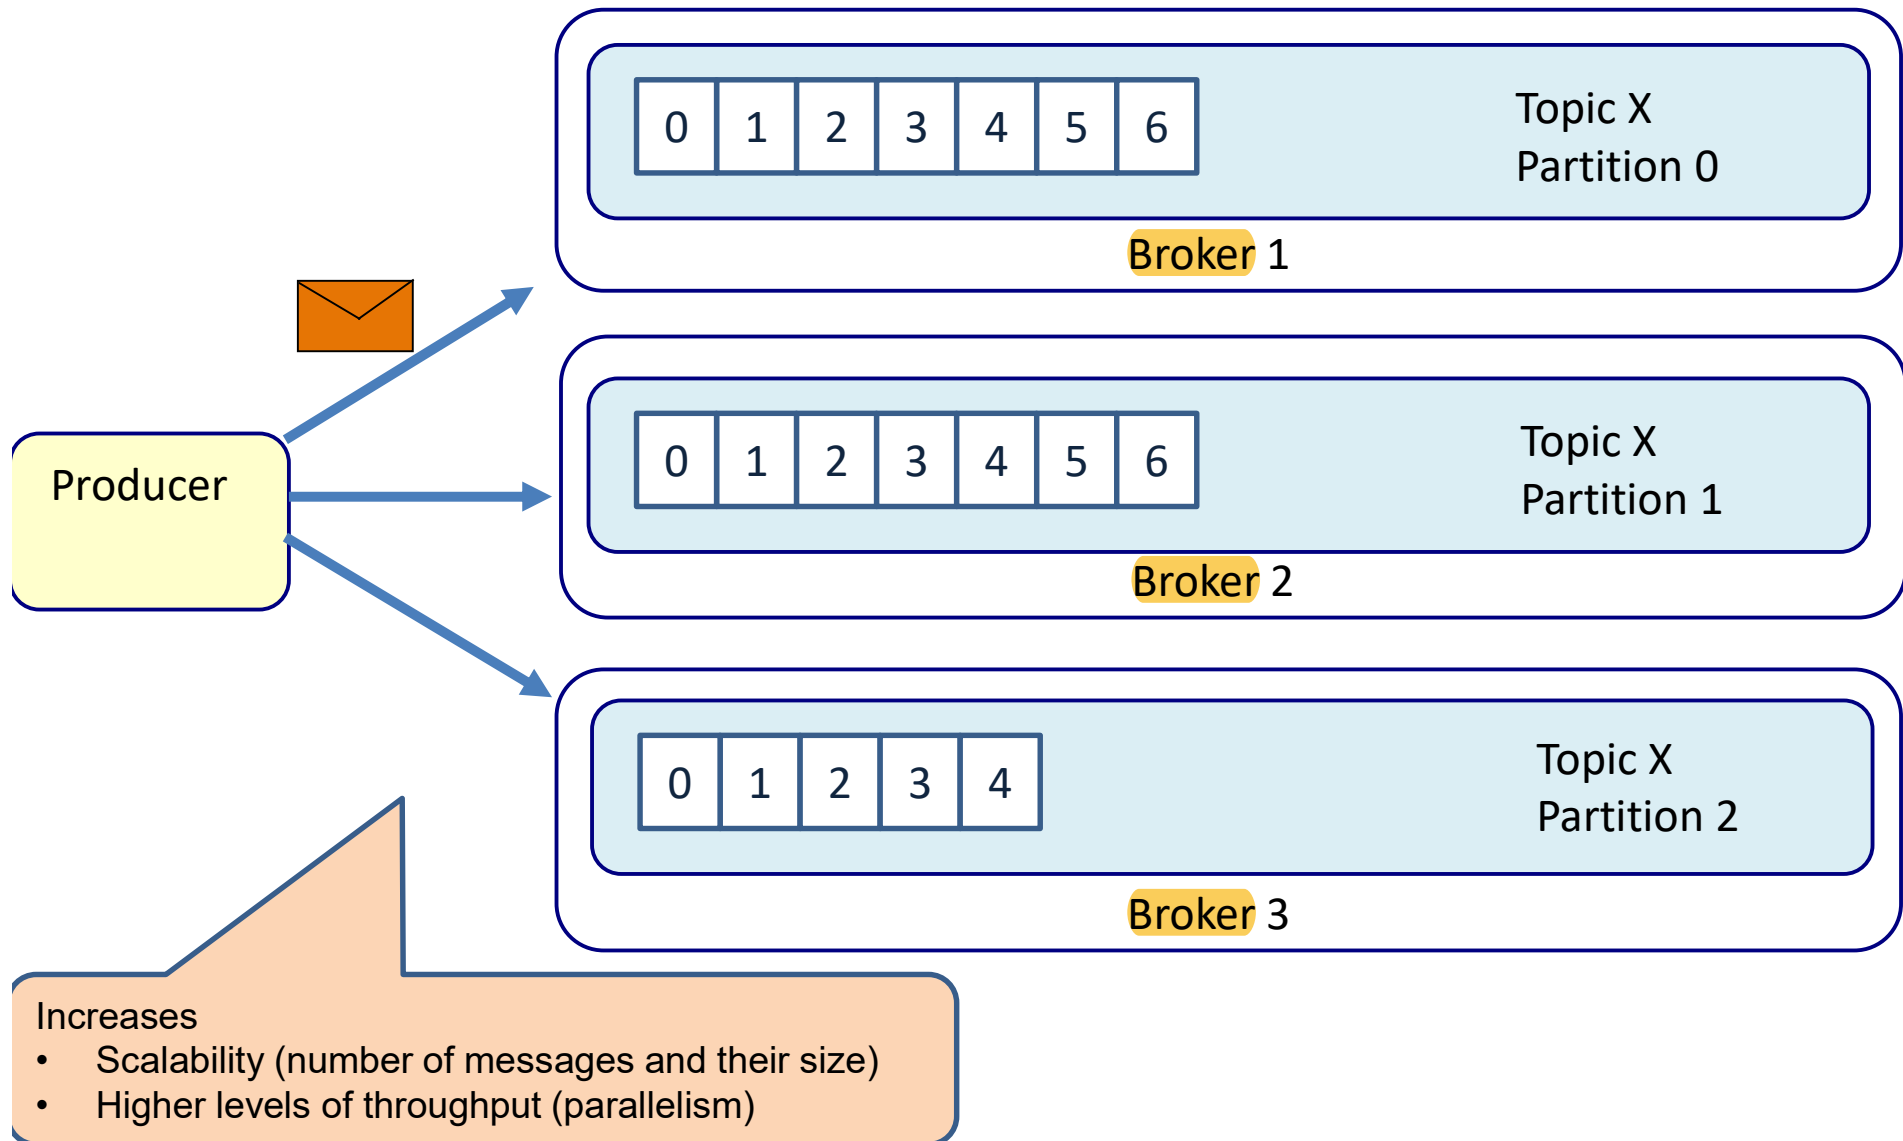 0 1 2 3 4 5 6
Topic X
Partition 0
Broker 1
Producer
0 1 2 3 4 5 6
Topic X
Partition 1
Broker 2
0 1 2 3 4
Topic X
Partition 2
Broker 3
Increases
• Scalability (number of messages and their size)
• Higher levels of throughput (parallelism)